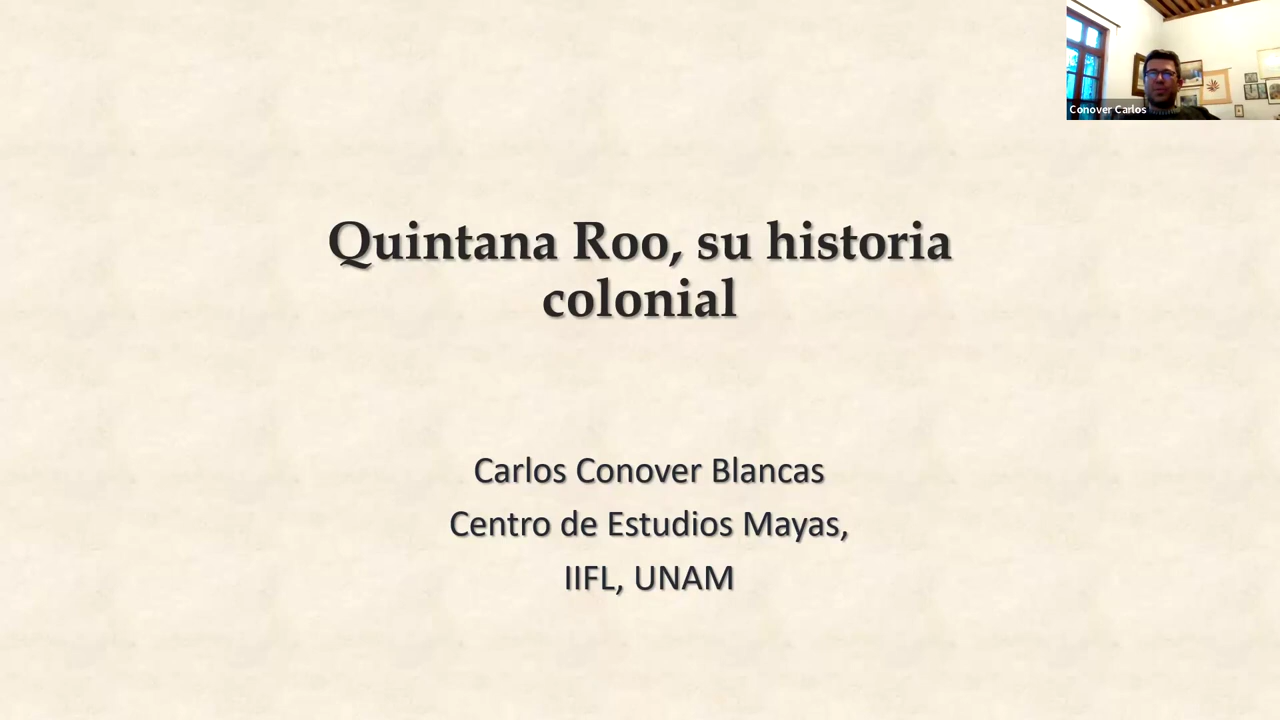 Conover Carlos
Quintana Roo, su historia
colonial
Carlos Conover Blancas
Centro de Estudios Mayas,
IIFL, UNAM